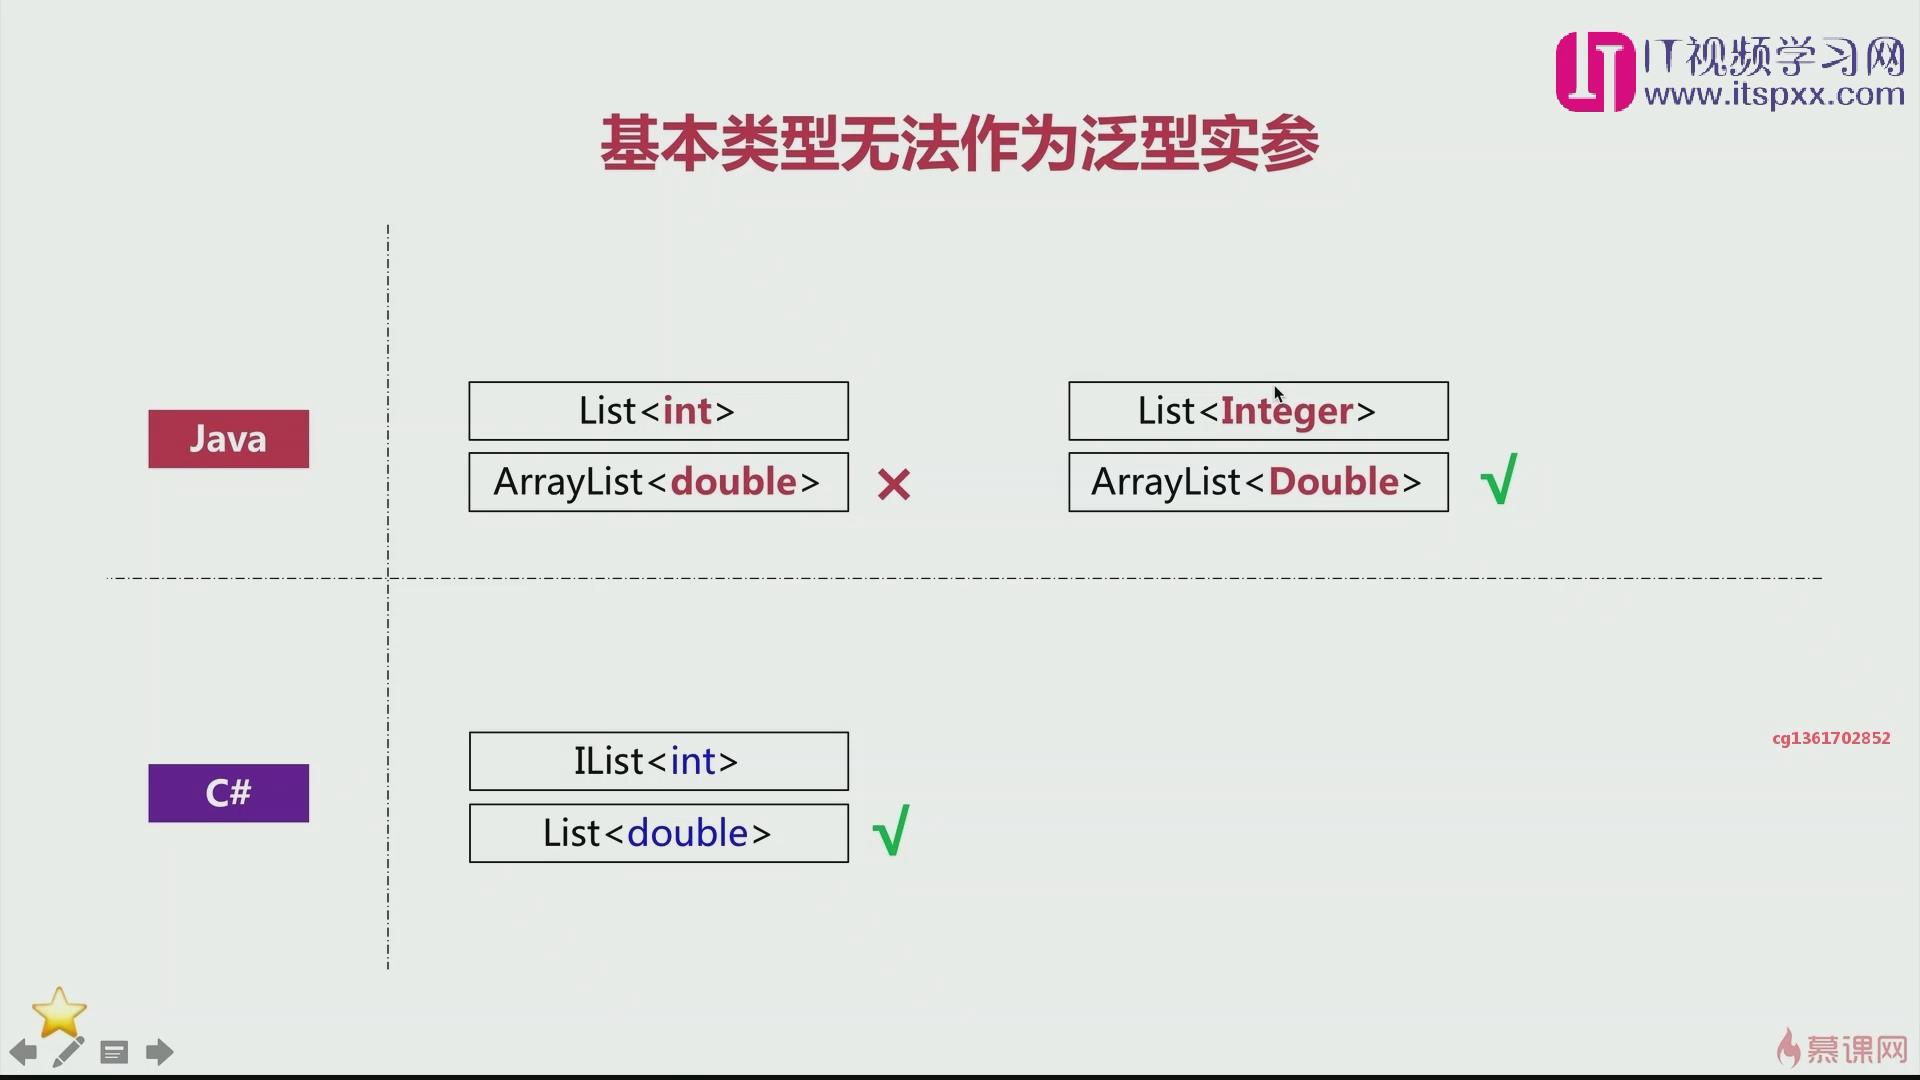 IT视频学习网
www.itspxx.com
基本类型无法作为泛型实参
Java
List<int>
ArrayList<double>
×
List<Integer>
ArrayList<Double>
√
C#
IList<int>
List<double>
√
cg1361702852
慕课网